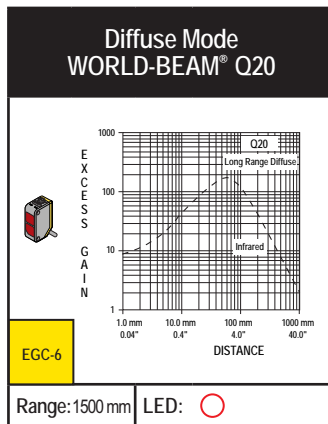 Diffuse Mode
WORLD-BEAM® Q20
EXCESS GAIN
1000
100
10
1
Q20
Long Range Diffuse
Infrared
1.0 mm 10.0 mm 100 mm 1000 mm
0.04" 0.4" 4.0" 40.0"
DISTANCE
EGC-6
Range: 1500 mm LED: